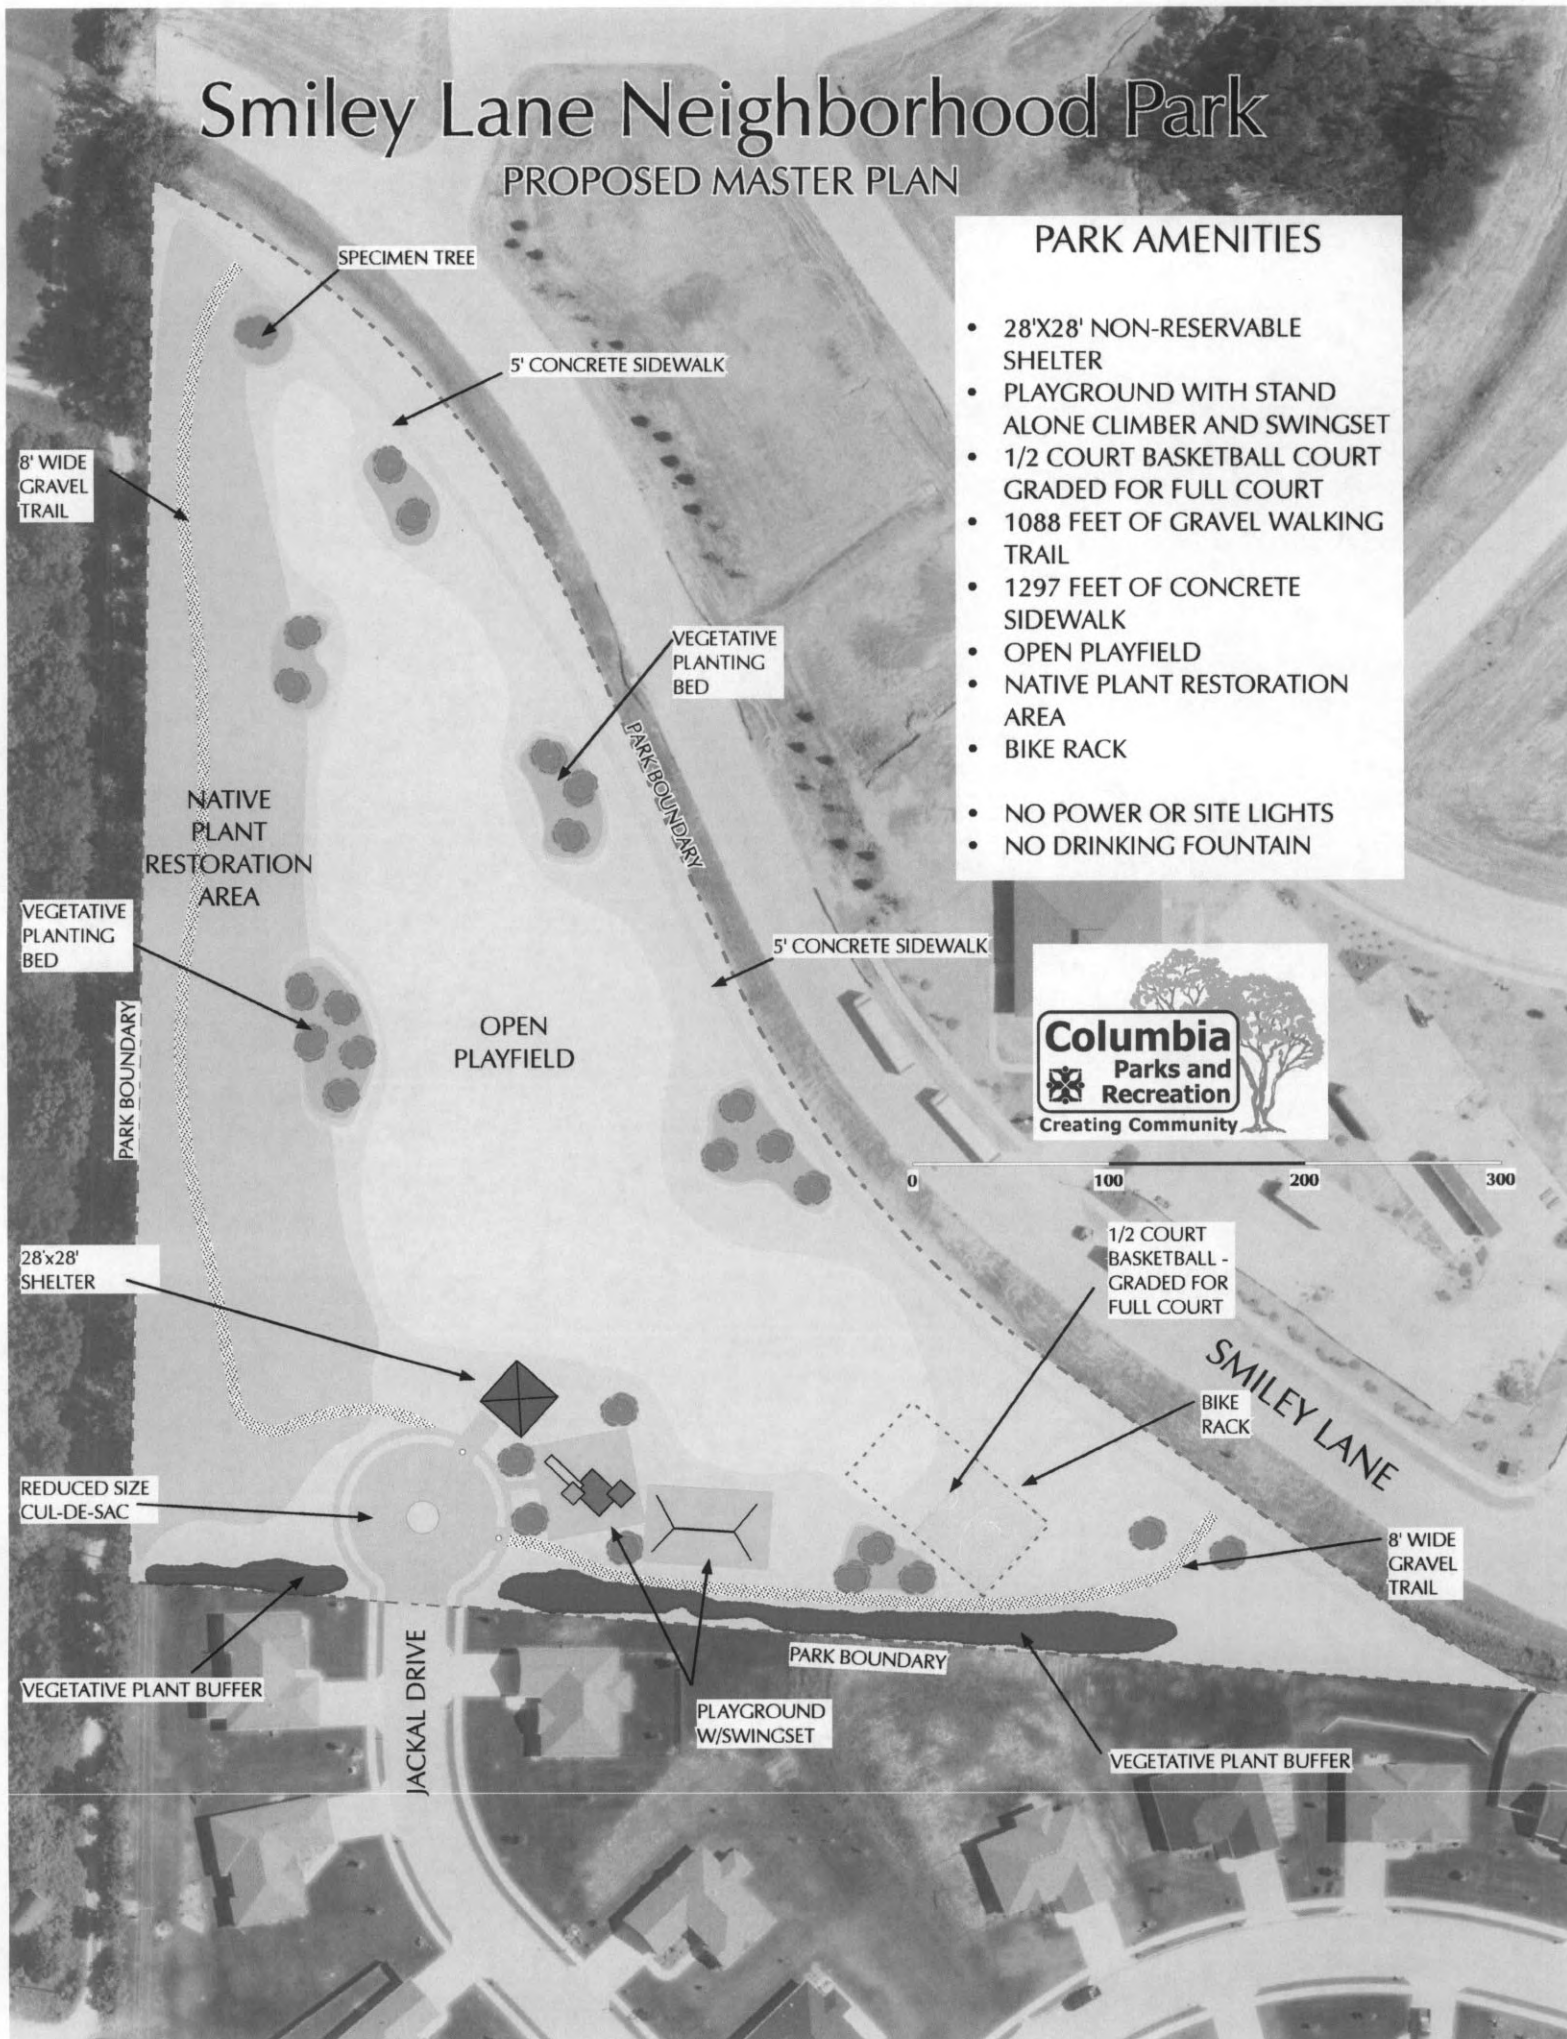 Smiley Lane Neighborhood Park
PROPOSED MASTER PLAN
PARK AMENITIES
• 28'X28' NON-RESERVABLE
SHELTER
• PLAYGROUND WITH STAND
ALONE CLIMBER AND SWINGSET
• 1/2 COURT BASKETBALL COURT
GRADED FOR FULL COURT
• 1088 FEET OF GRAVEL WALKING
TRAIL
• 1297 FEET OF CONCRETE
SIDEWALK
• OPEN PLAYFIELD
• NATIVE PLANT RESTORATION
AREA
• BIKE RACK
• NO POWER OR SITE LIGHTS
• NO DRINKING FOUNTAIN
SPECIMEN TREE
5' CONCRETE SIDEWALK
8' WIDE
GRAVEL
TRAIL
VEGETATIVE
PLANTING
BED
PARK BOUNDARY
NATIVE
PLANT
RESTORATION
AREA
VEGETATIVE
PLANTING
BED
5' CONCRETE SIDEWALK
PARK BOUNDARY
OPEN
PLAYFIELD
Columbia
Parks and
Recreation
Creating Community
0 100 200 300
28'x28'
SHELTER
1/2 COURT
BASKETBALL -
GRADED FOR
FULL COURT
SMILEY LANE
BIKE
RACK
REDUCED SIZE
CUL-DE-SAC
8' WIDE
GRAVEL
TRAIL
VEGETATIVE PLANT BUFFER
JACKAL DRIVE
PARK BOUNDARY
PLAYGROUND
W/SWINGSET
VEGETATIVE PLANT BUFFER